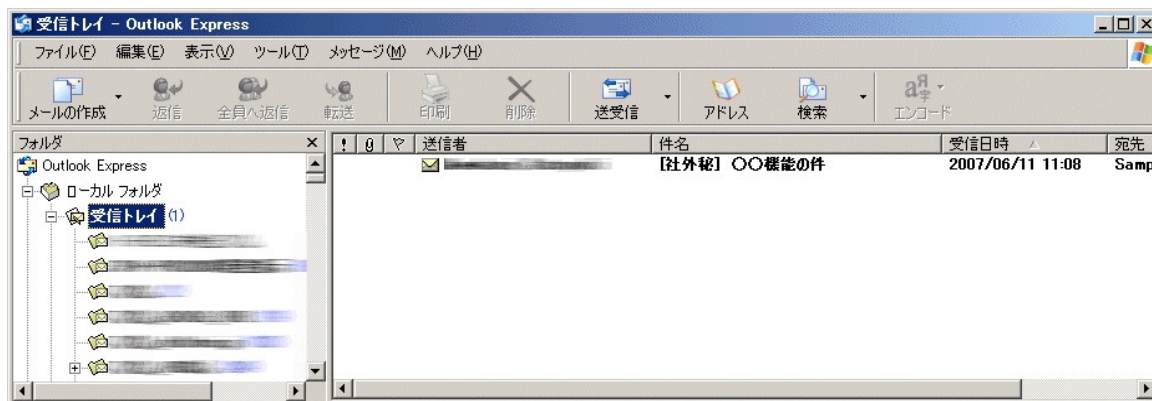 受信トレイ - Outlook Express
ファイル(F) 編集(E) 表示(V) ツール(T) メッセージ(M) ヘルプ(H)
メールの作成 返信 全員へ返信 転送 印刷 削除 送受信 アドレス 検索 エンコード
フォルダ
! 送信者 件名 受信日時 宛先
Outlook Express
[社外秘] 〇〇機能の件 2007/06/11 11:08 Samp
ローカル フォルダ
受信トレイ (1)